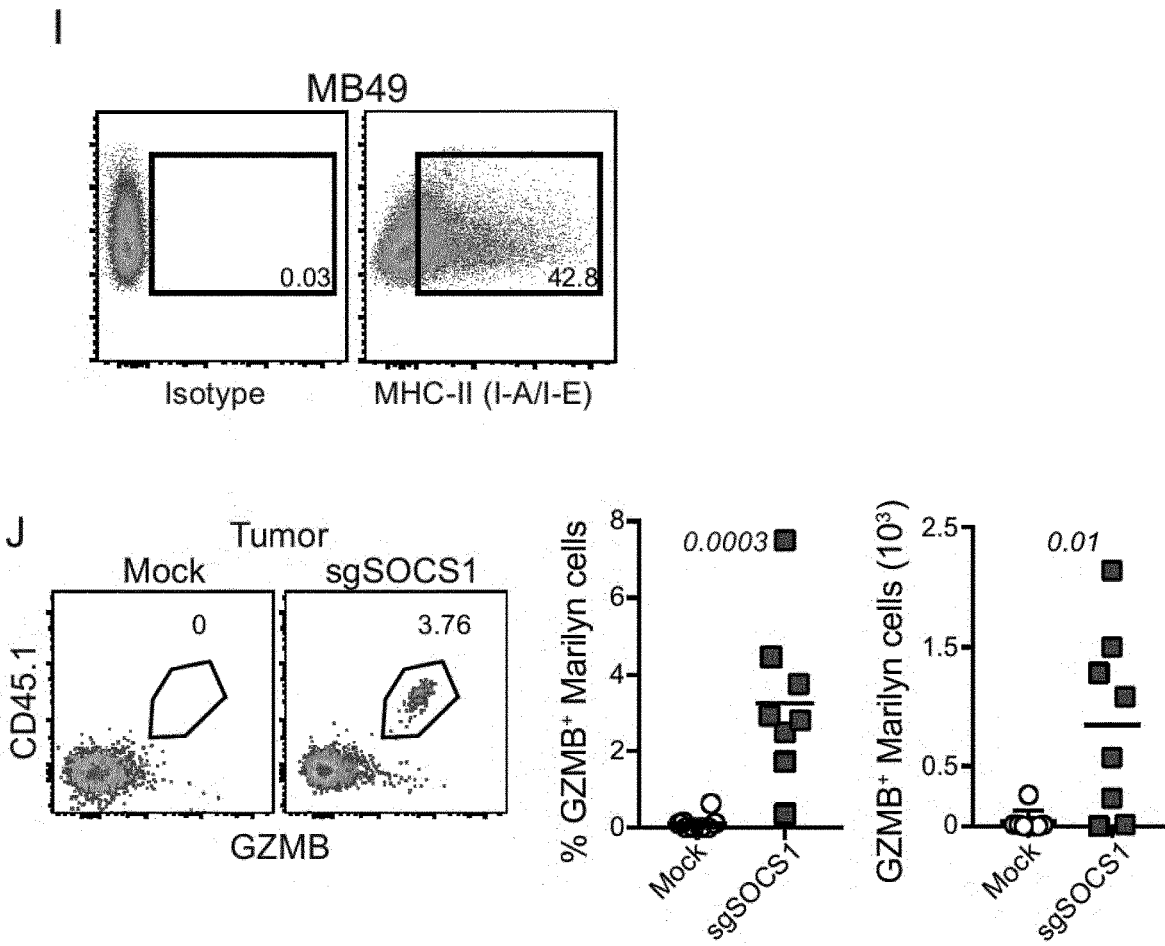 I
MB49
0.03
42.8
Isotype
MHC-II (I-A/I-E)
J
Tumor
Mock
sgSOCS1
0
3.76
CD45.1
GZMB
% GZMB⁺ Marilyn cells
8
6
4
2
0
0.0003
Mock
sgSOCS1
GZMB⁺ Marilyn cells (10³)
2.5
1.5
0.5
0
0.01
Mock
sgSOCS1